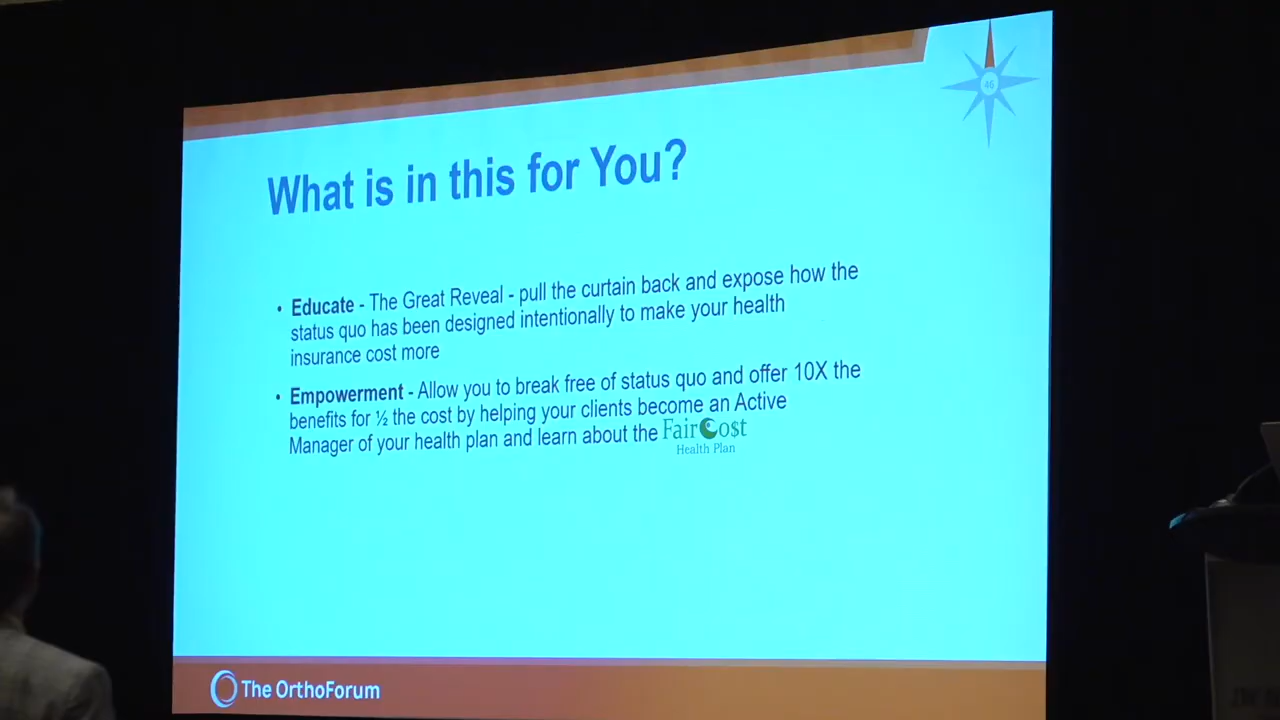 46
What is in this for You?
• Educate - The Great Reveal - pull the curtain back and expose how the
status quo has been designed intentionally to make your health
insurance cost more
• Empowerment - Allow you to break free of status quo and offer 10X the
benefits for ½ the cost by helping your clients become an Active
Manager of your health plan and learn about the FairCo$t
Health Plan
The OrthoForum